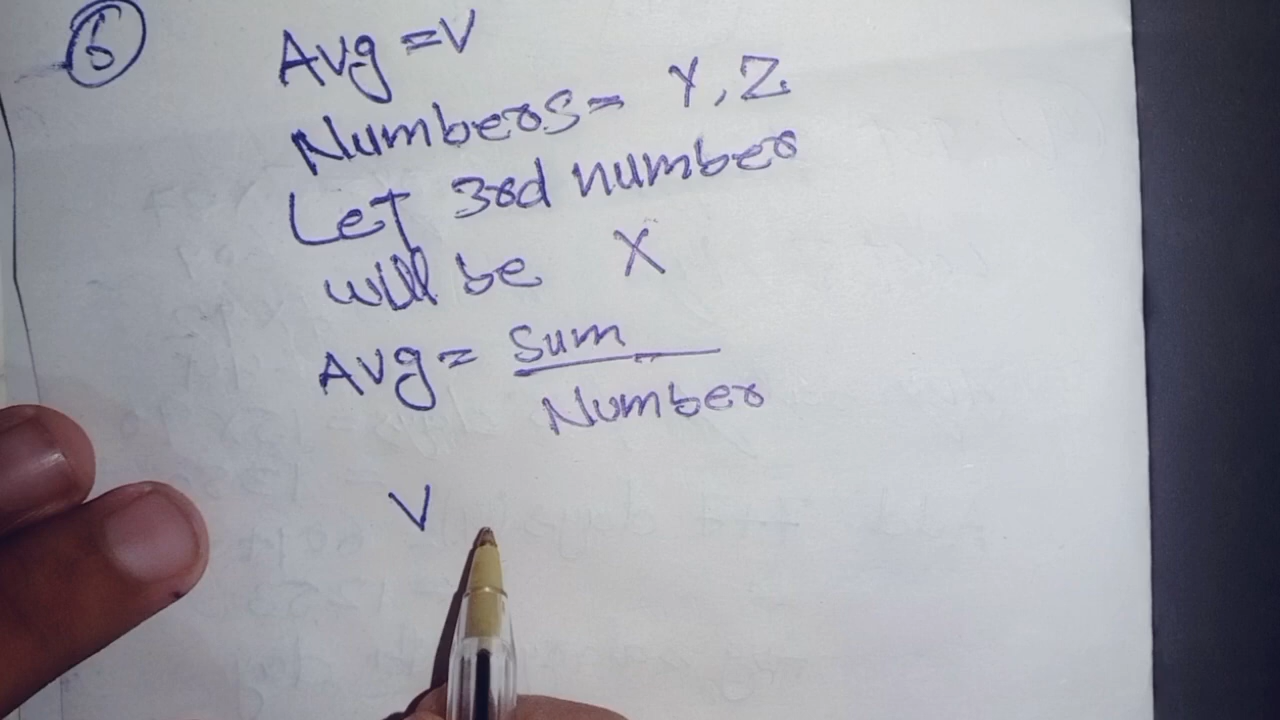 6
Avg = V
Numbers = Y, Z
Let 3rd number
will be X
Avg = Sum
Number
V